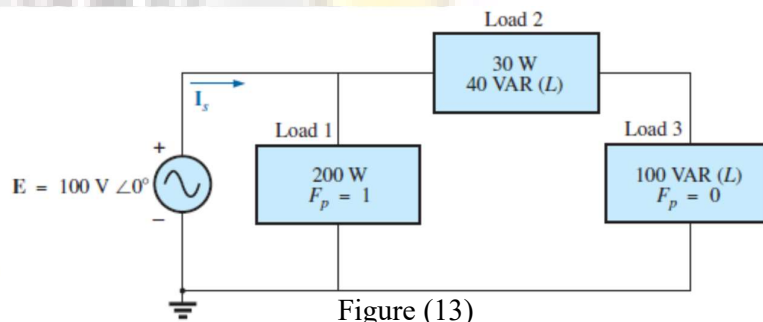 Load 2
30 W
40 VAR (L)
I_s
Load 1
Load 3
+
E = 100 V ∠0°
200 W
F_p = 1
100 VAR (L)
F_p = 0
–
Figure (13)